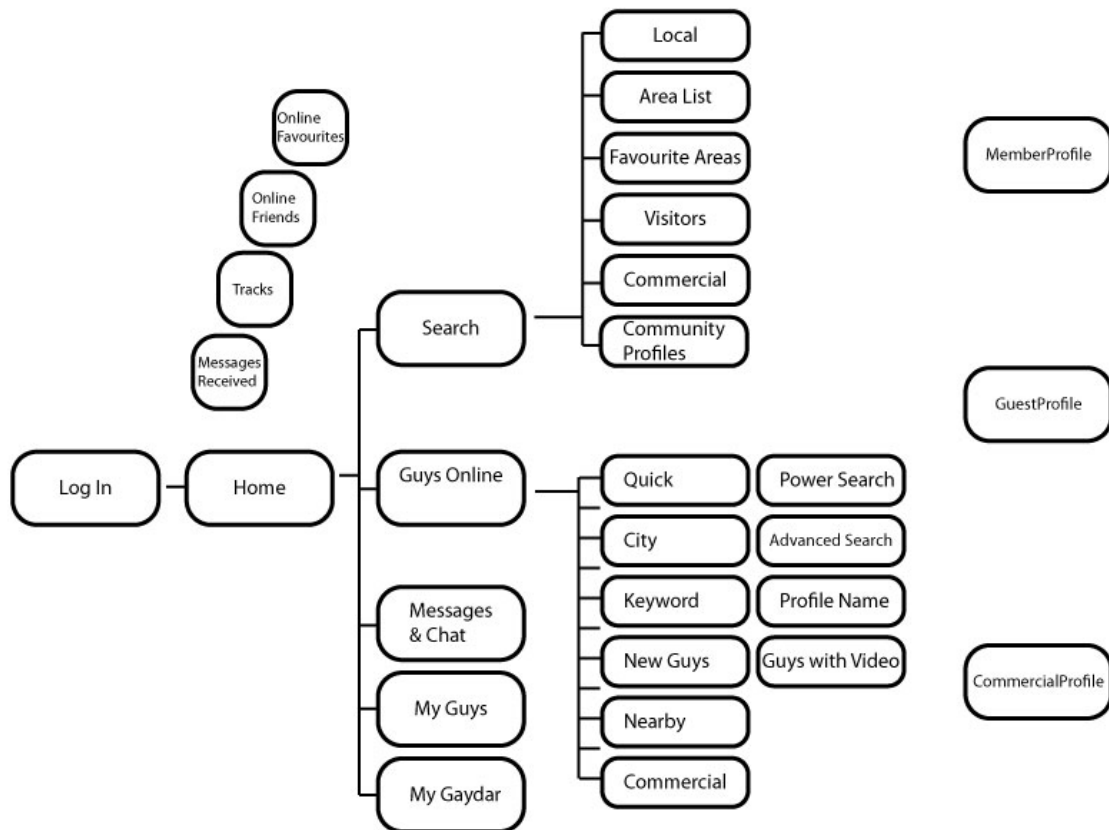 Local
Area List
Favourite Areas
Visitors
Commercial
Community
Profiles
Online
Favourites
Online
Friends
Tracks
Messages
Received
Search
MemberProfile
GuestProfile
CommercialProfile
Log In
Home
Guys Online
Messages
& Chat
My Guys
My Gaydar
Quick
Power Search
City
Advanced Search
Keyword
Profile Name
New Guys
Guys with Video
Nearby
Commercial